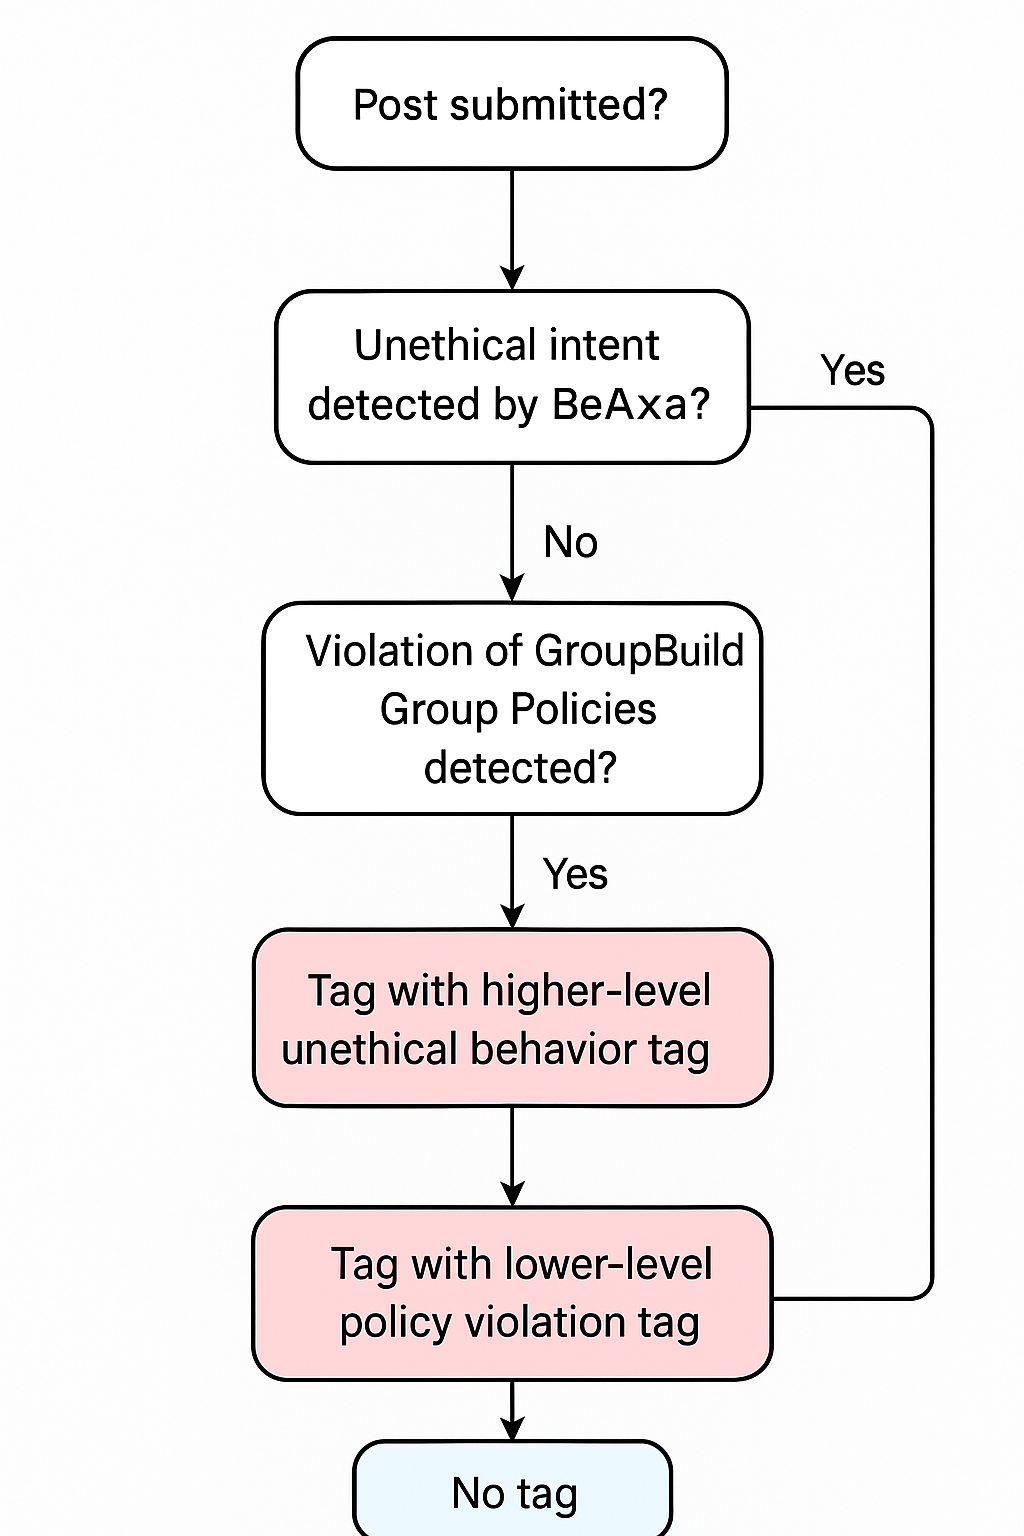 Post submitted?
Unethical intent
detected by BeAxa?
Yes
No
Violation of GroupBuild
Group Policies
detected?
Yes
Tag with higher-level
unethical behavior tag
Tag with lower-level
policy violation tag
No tag